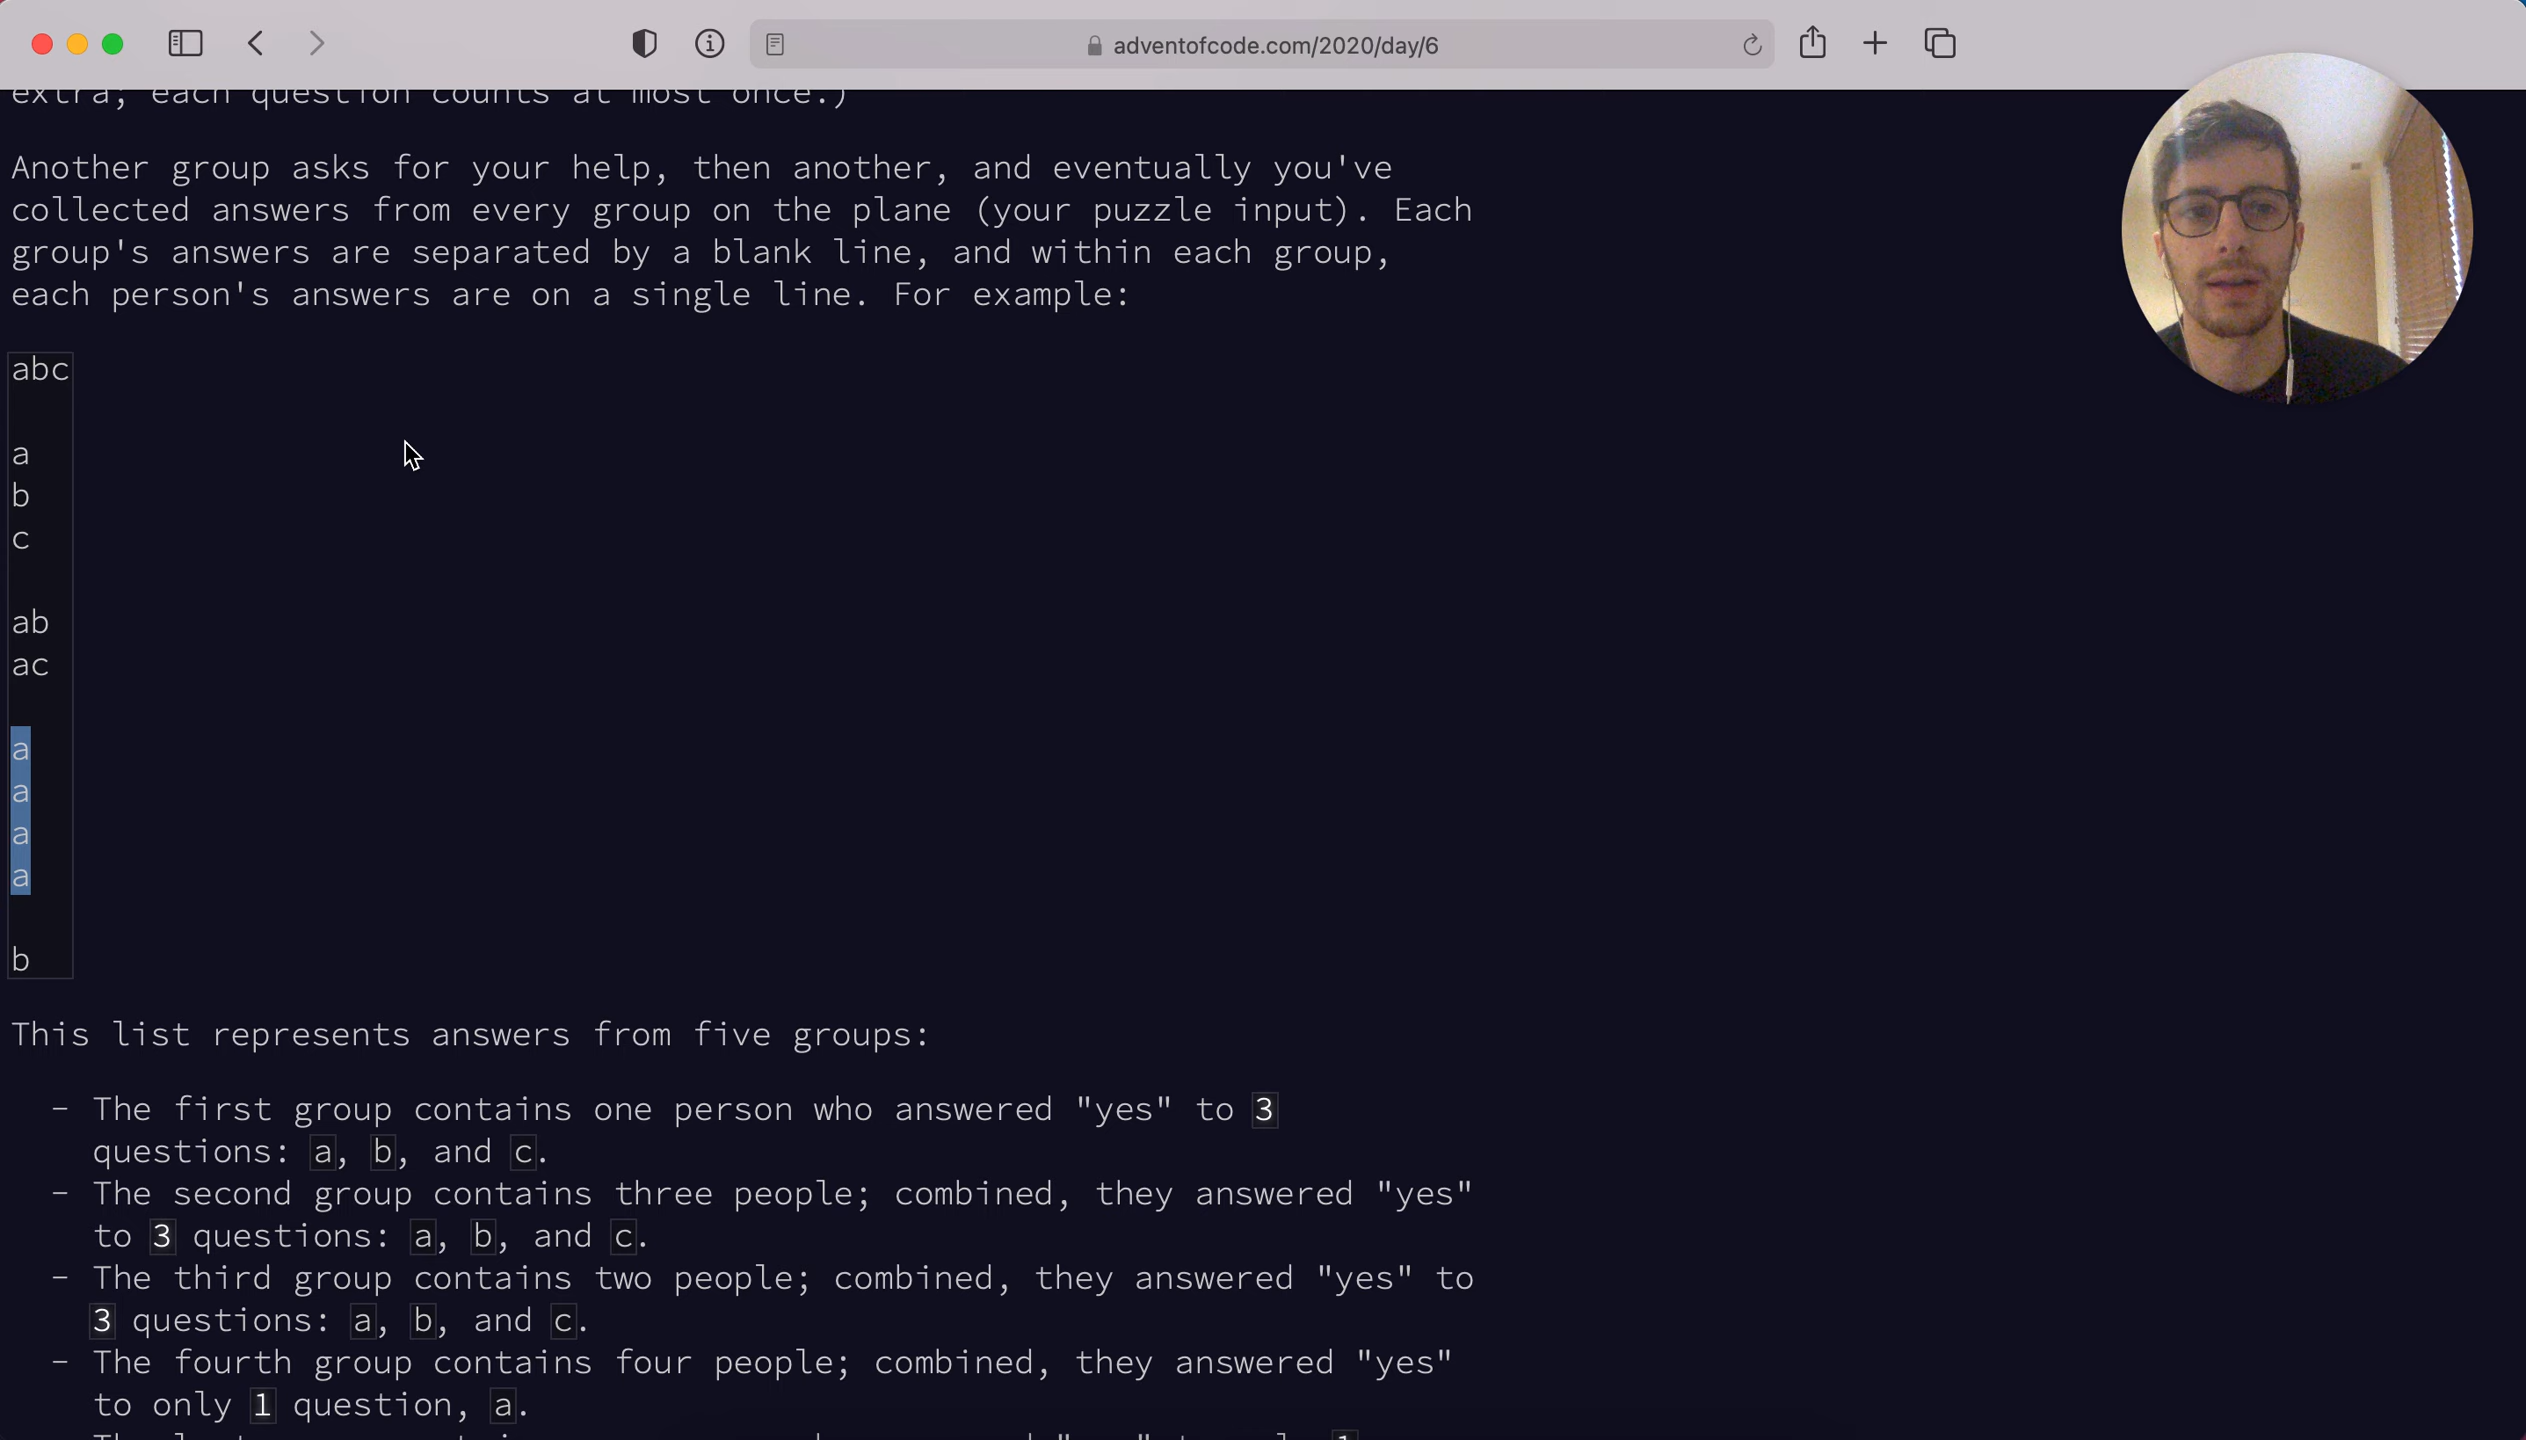 adventofcode.com/2020/day/6
extra; each question counts at most once.)
Another group asks for your help, then another, and eventually you've
collected answers from every group on the plane (your puzzle input). Each
group's answers are separated by a blank line, and within each group,
each person's answers are on a single line. For example:
abc
a
b
c
ab
ac
a
a
a
a
b
This list represents answers from five groups:
- The first group contains one person who answered "yes" to 3
questions: a, b, and c.
- The second group contains three people; combined, they answered "yes"
to 3 questions: a, b, and c.
- The third group contains two people; combined, they answered "yes" to
3 questions: a, b, and c.
- The fourth group contains four people; combined, they answered "yes"
to only 1 question, a.